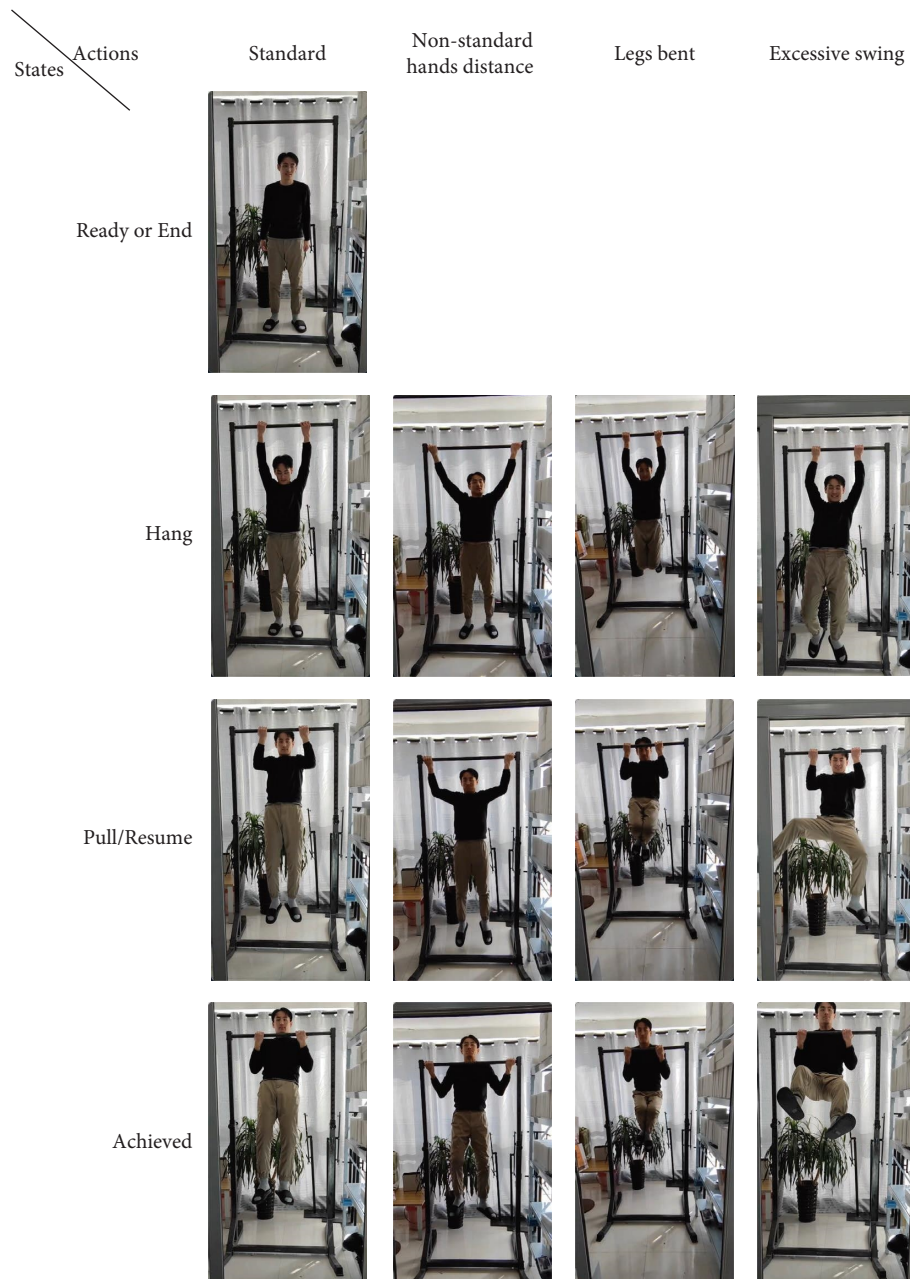 Actions
States
Standard
Non-standard
hands distance
Legs bent
Excessive swing
Ready or End
Hang
Pull/Resume
Achieved